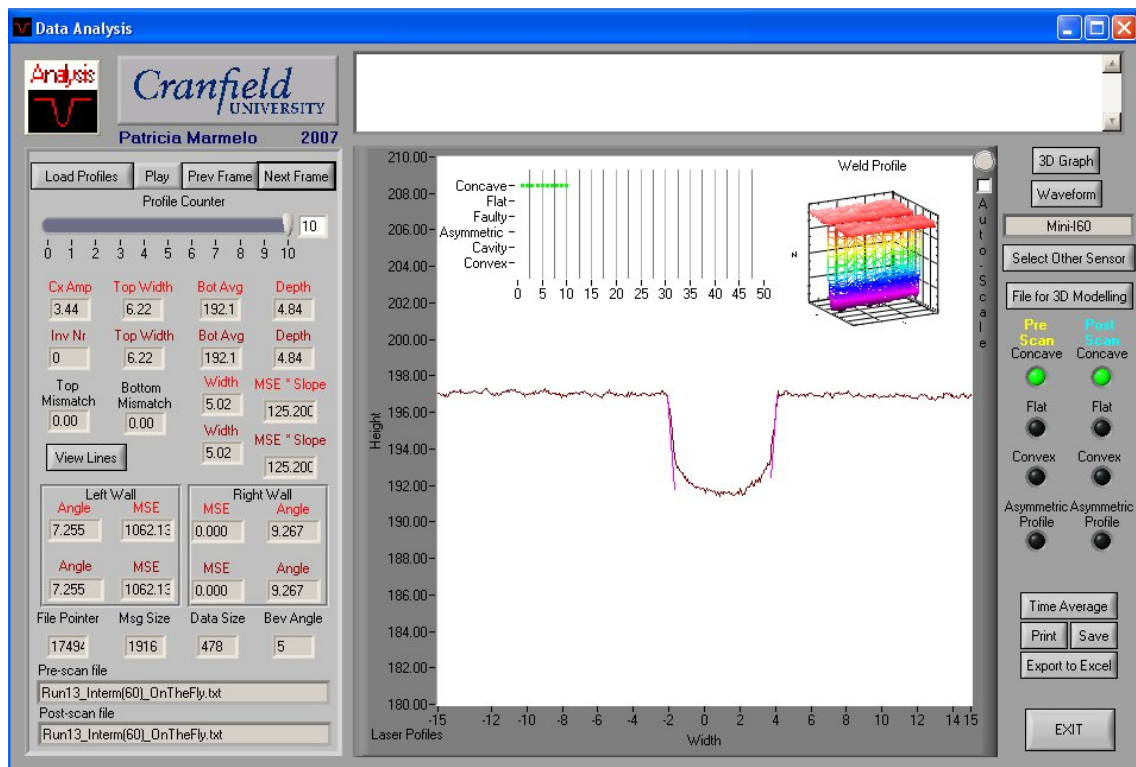 Data Analysis
Analysis
Cranfield
UNIVERSITY
Patricia Marmelo 2007
Load Profiles Play Prev Frame Next Frame
Profile Counter
10
0 1 2 3 4 5 6 7 8 9 10
Cx Amp Top Width Bot Avg Depth
3.44 6.22 192.1 4.84
Inv Nr Top Width Bot Avg Depth
0 6.22 192.1 4.84
Top Mismatch Bottom Mismatch Width MSE * Slope
0.00 0.00 5.02 125.200
Width MSE * Slope
View Lines 5.02 125.200
Left Wall Right Wall
Angle MSE MSE Angle
7.255 1062.13 0.000 9.267
Angle MSE MSE Angle
7.255 1062.13 0.000 9.267
File Pointer Msg Size Data Size Bev Angle
17494 1916 478 5
Pre-scan file
Run13_Interm(60)_OnTheFly.txt
Post-scan file
Run13_Interm(60)_OnTheFly.txt
210.00
208.00
206.00
204.00
202.00
200.00
198.00
196.00
194.00
192.00
190.00
188.00
186.00
184.00
182.00
180.00
Height
-15 -12 -10 -8 -6 -4 -2 0 2 4 6 8 10 12 14 15
Width
Laser Pofiles
Concave
Flat
Faulty
Asymmetric
Cavity
Convex
0 5 10 15 20 25 30 35 40 45 50
Weld Profile
Z
Auto-Scale
3D Graph
Waveform
Mini-I60
Select Other Sensor
File for 3D Modelling
Pre Scan Post Scan
Concave Concave
Flat Flat
Convex Convex
Asymmetric Profile Asymmetric Profile
Time Average
Print Save
Export to Excel
EXIT